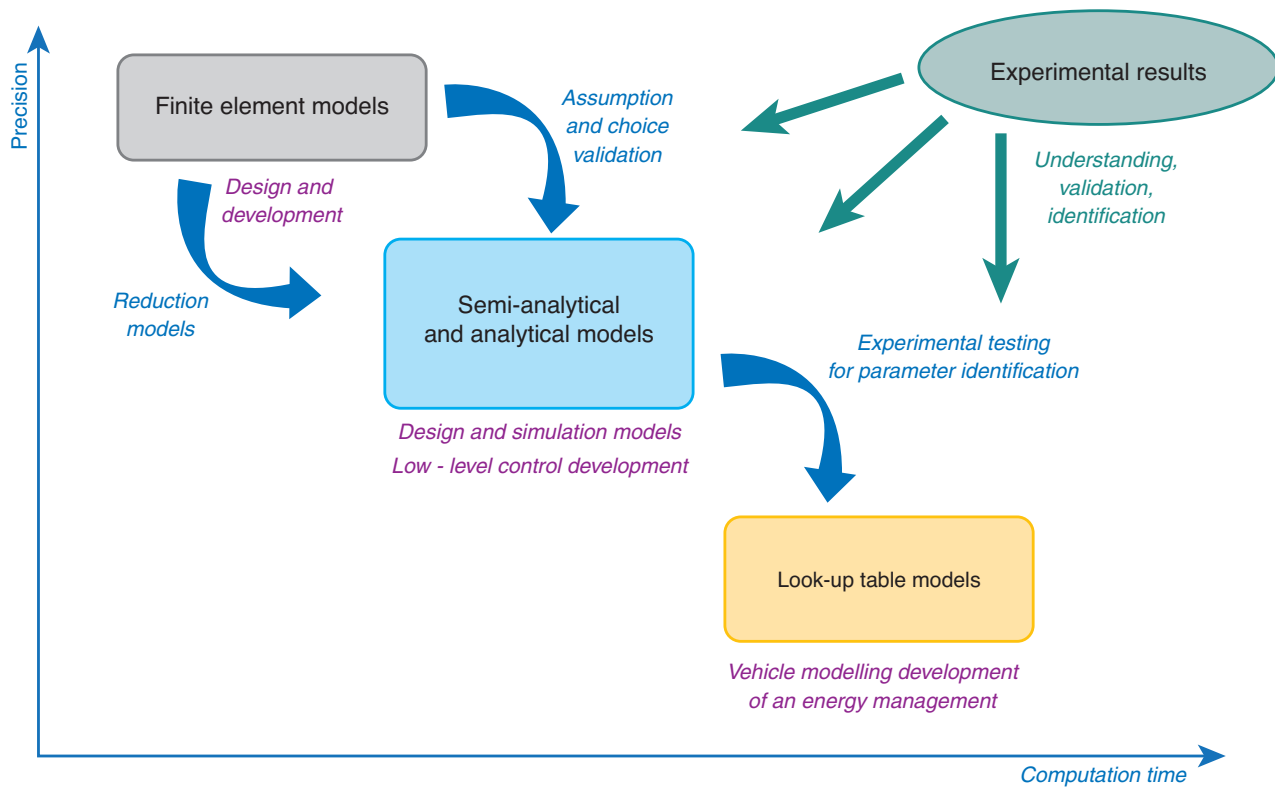 Precision
Finite element models
Assumption
and choice
validation
Experimental results
Understanding,
validation,
identification
Design and
development
Reduction
models
Semi-analytical
and analytical models
Experimental testing
for parameter identification
Design and simulation models
Low - level control development
Look-up table models
Vehicle modelling development
of an energy management
Computation time